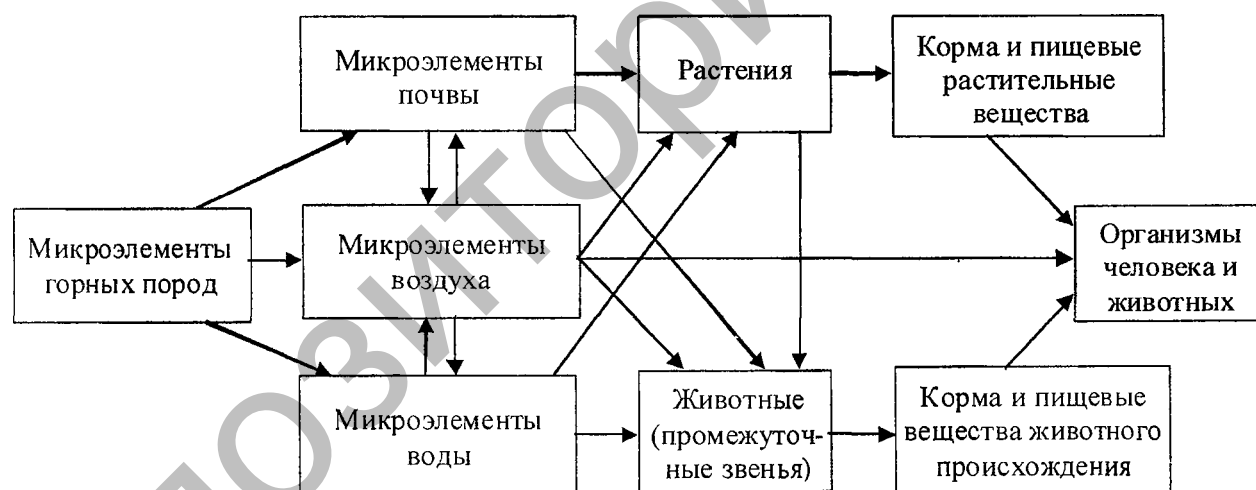 Микроэлементы
почвы
Растения
Корма и пищевые
растительные
вещества
Микроэлементы
горных пород
Микроэлементы
воздуха
Организмы
человека и
животных
Микроэлементы
воды
Животные
(промежуточ-
ные звенья)
Корма и пищевые
вещества животного
происхождения